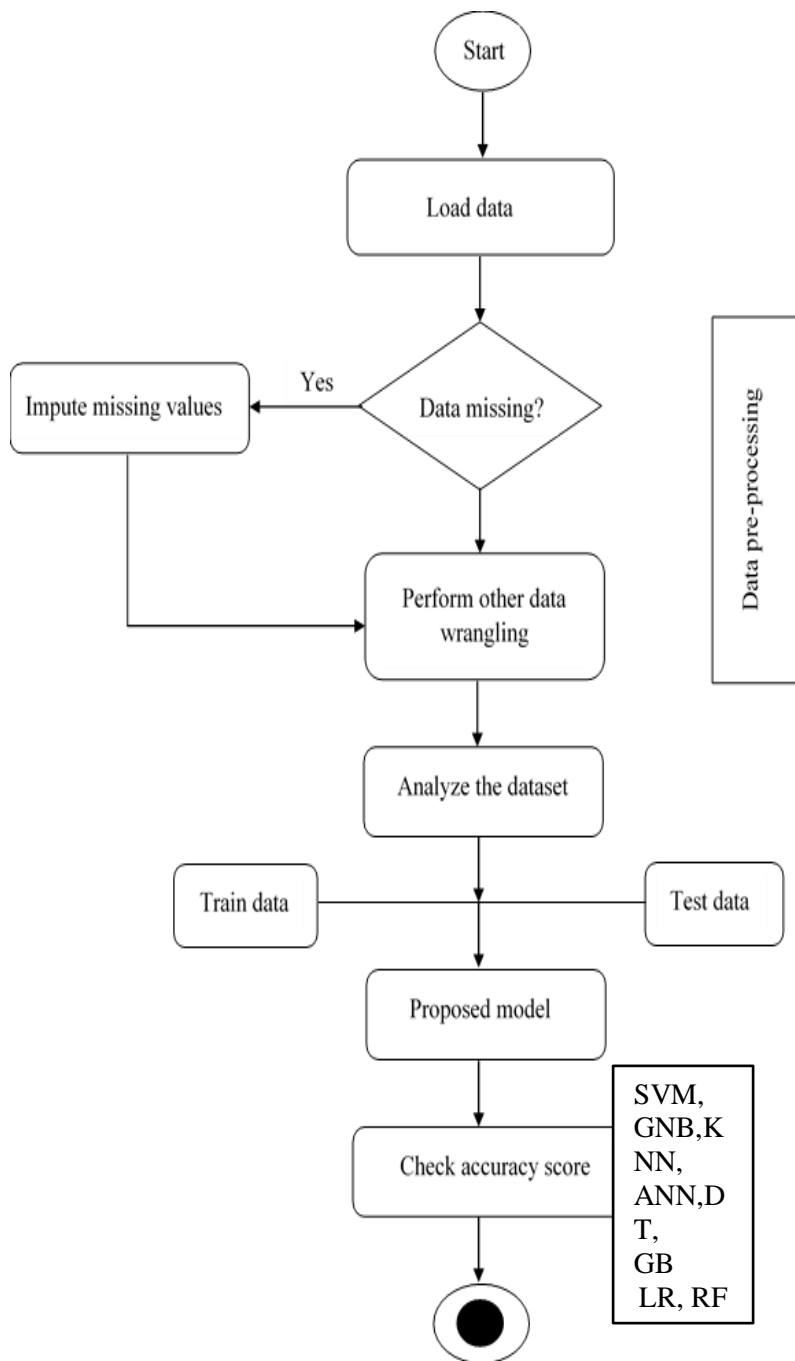 Start
Load data
Yes
Impute missing values
Data missing?
Data pre-processing
Perform other data
wrangling
Analyze the dataset
Train data
Test data
Proposed model
Check accuracy score
SVM,
GNB,K
NN,
ANN,D
T,
GB
LR, RF